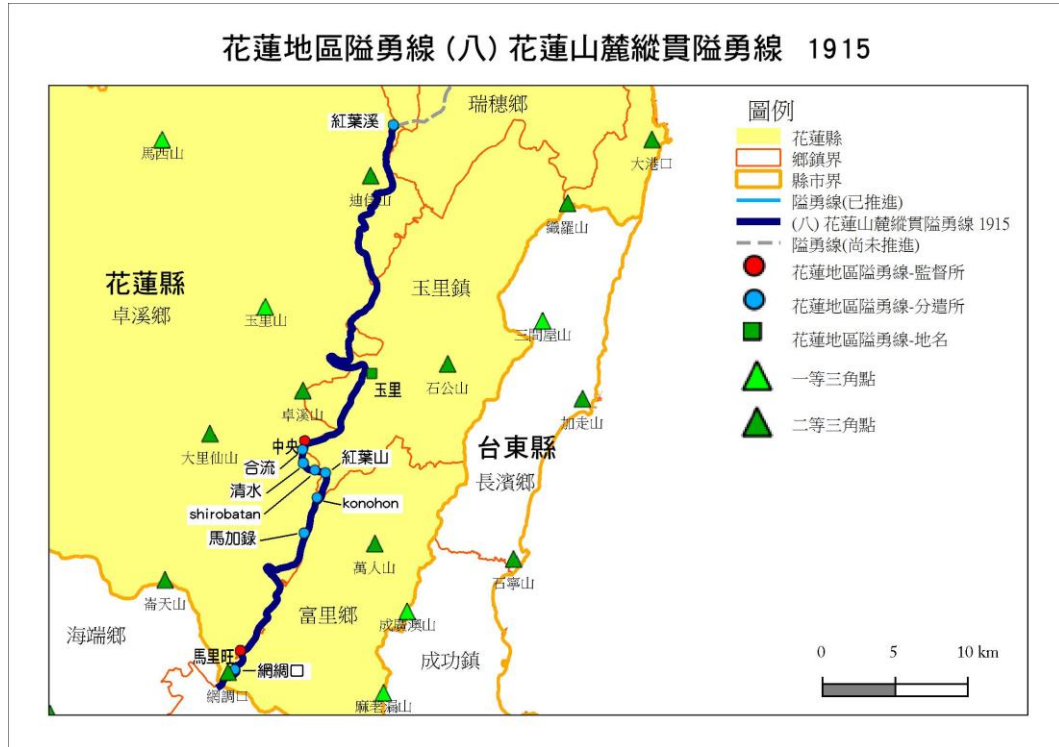 花蓮地區隘勇線(八)花蓮山麓縱貫隘勇線 1915
圖例
花蓮縣
鄉鎮界
縣市界
隘勇線(已推進)
(八) 花蓮山麓縱貫隘勇線 1915
隘勇線(尚未推進)
花蓮地區隘勇線-監督所
花蓮地區隘勇線-分遣所
花蓮地區隘勇線-地名
一等三角點
二等三角點
瑞穗鄉
紅葉溪
馬西山
大港口
迪佳山
織羅山
花蓮縣
卓溪鄉
玉里鎮
玉里山
三間屋山
玉里
石公山
卓溪山
加走山
大里仙山
中央
合流
紅葉山
台東縣
長濱鄉
清水
shirobatan
konohon
馬加錄
萬人山
石寧山
崙天山
富里鄉
成廣澳山
海端鄉
馬里旺
網綢口
成功鎮
網調口
麻荖漏山
0 5 10 km